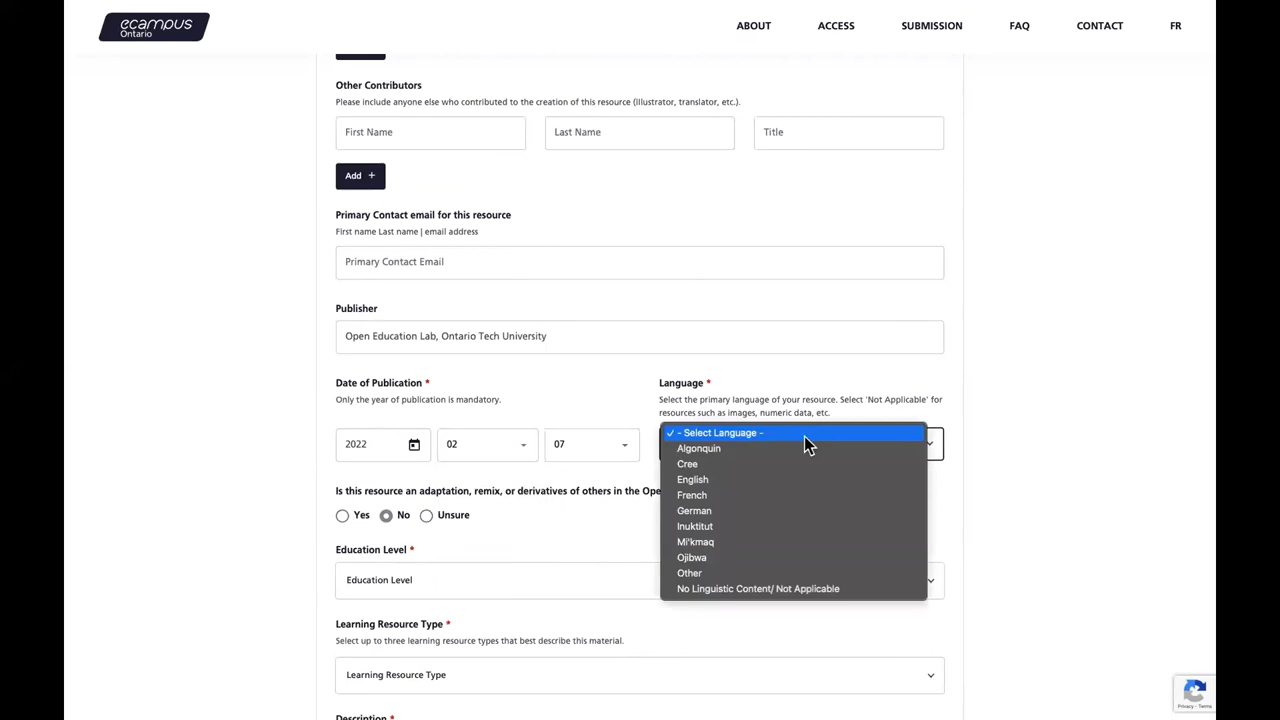 ecampus
Ontario
ABOUT
ACCESS
SUBMISSION
FAQ
CONTACT
FR
Other Contributors
Please include anyone else who contributed to the creation of this resource (Illustrator, translator, etc.).
First Name
Last Name
Title
Add +
Primary Contact email for this resource
First name Last name | email address
Primary Contact Email
Publisher
Open Education Lab, Ontario Tech University
Date of Publication *
Only the year of publication is mandatory.
2022
02
07
Language *
Select the primary language of your resource. Select 'Not Applicable' for
resources such as images, numeric data, etc.
✓ - Select Language -
Algonquin
Cree
English
French
German
Inuktitut
Mi'kmaq
Ojibwa
Other
No Linguistic Content/ Not Applicable
Is this resource an adaptation, remix, or derivatives of others in the Ope
Yes
No
Unsure
Education Level *
Education Level
Learning Resource Type *
Select up to three learning resource types that best describe this material.
Learning Resource Type
Description *
Privacy - Terms